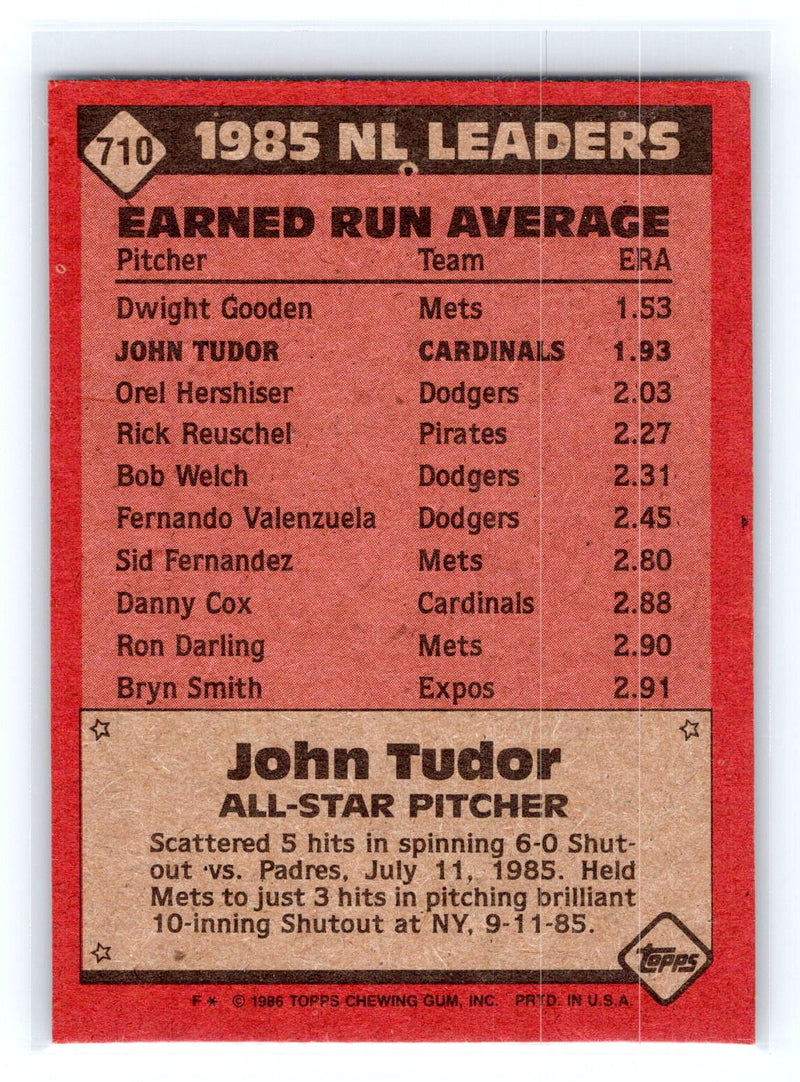 710 1985 NL LEADERS
EARNED RUN AVERAGE
Pitcher Team ERA
Dwight Gooden Mets 1.53
JOHN TUDOR CARDINALS 1.93
Orel Hershiser Dodgers 2.03
Rick Reuschel Pirates 2.27
Bob Welch Dodgers 2.31
Fernando Valenzuela Dodgers 2.45
Sid Fernandez Mets 2.80
Danny Cox Cardinals 2.88
Ron Darling Mets 2.90
Bryn Smith Expos 2.91
John Tudor
ALL-STAR PITCHER
Scattered 5 hits in spinning 6-0 Shut-
out vs. Padres, July 11, 1985. Held
Mets to just 3 hits in pitching brilliant
10-inning Shutout at NY, 9-11-85.
topps
F* © 1986 TOPPS CHEWING GUM, INC. PRTD. IN U.S.A.